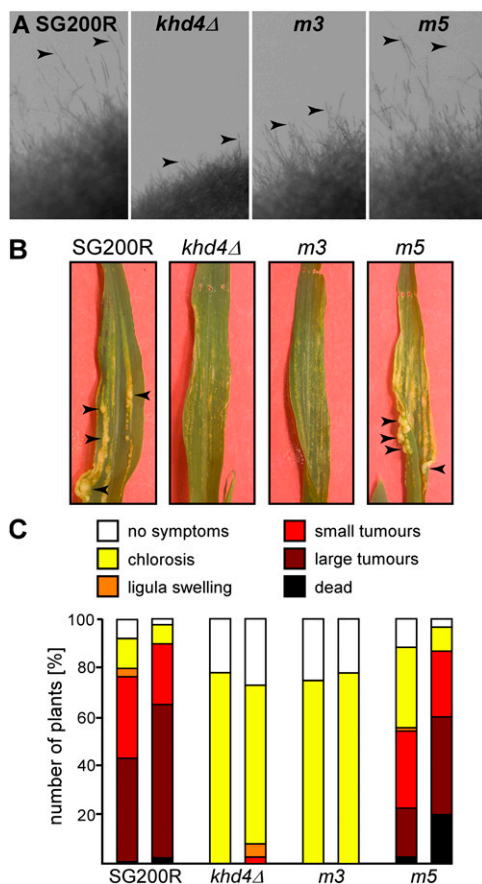 A SG200R khd4Δ m3 m5
B SG200R khd4Δ m3 m5
C
no symptoms small tumours
chlorosis large tumours
ligula swelling dead
number of plants [%]
100
80
60
40
20
SG200R khd4Δ m3 m5